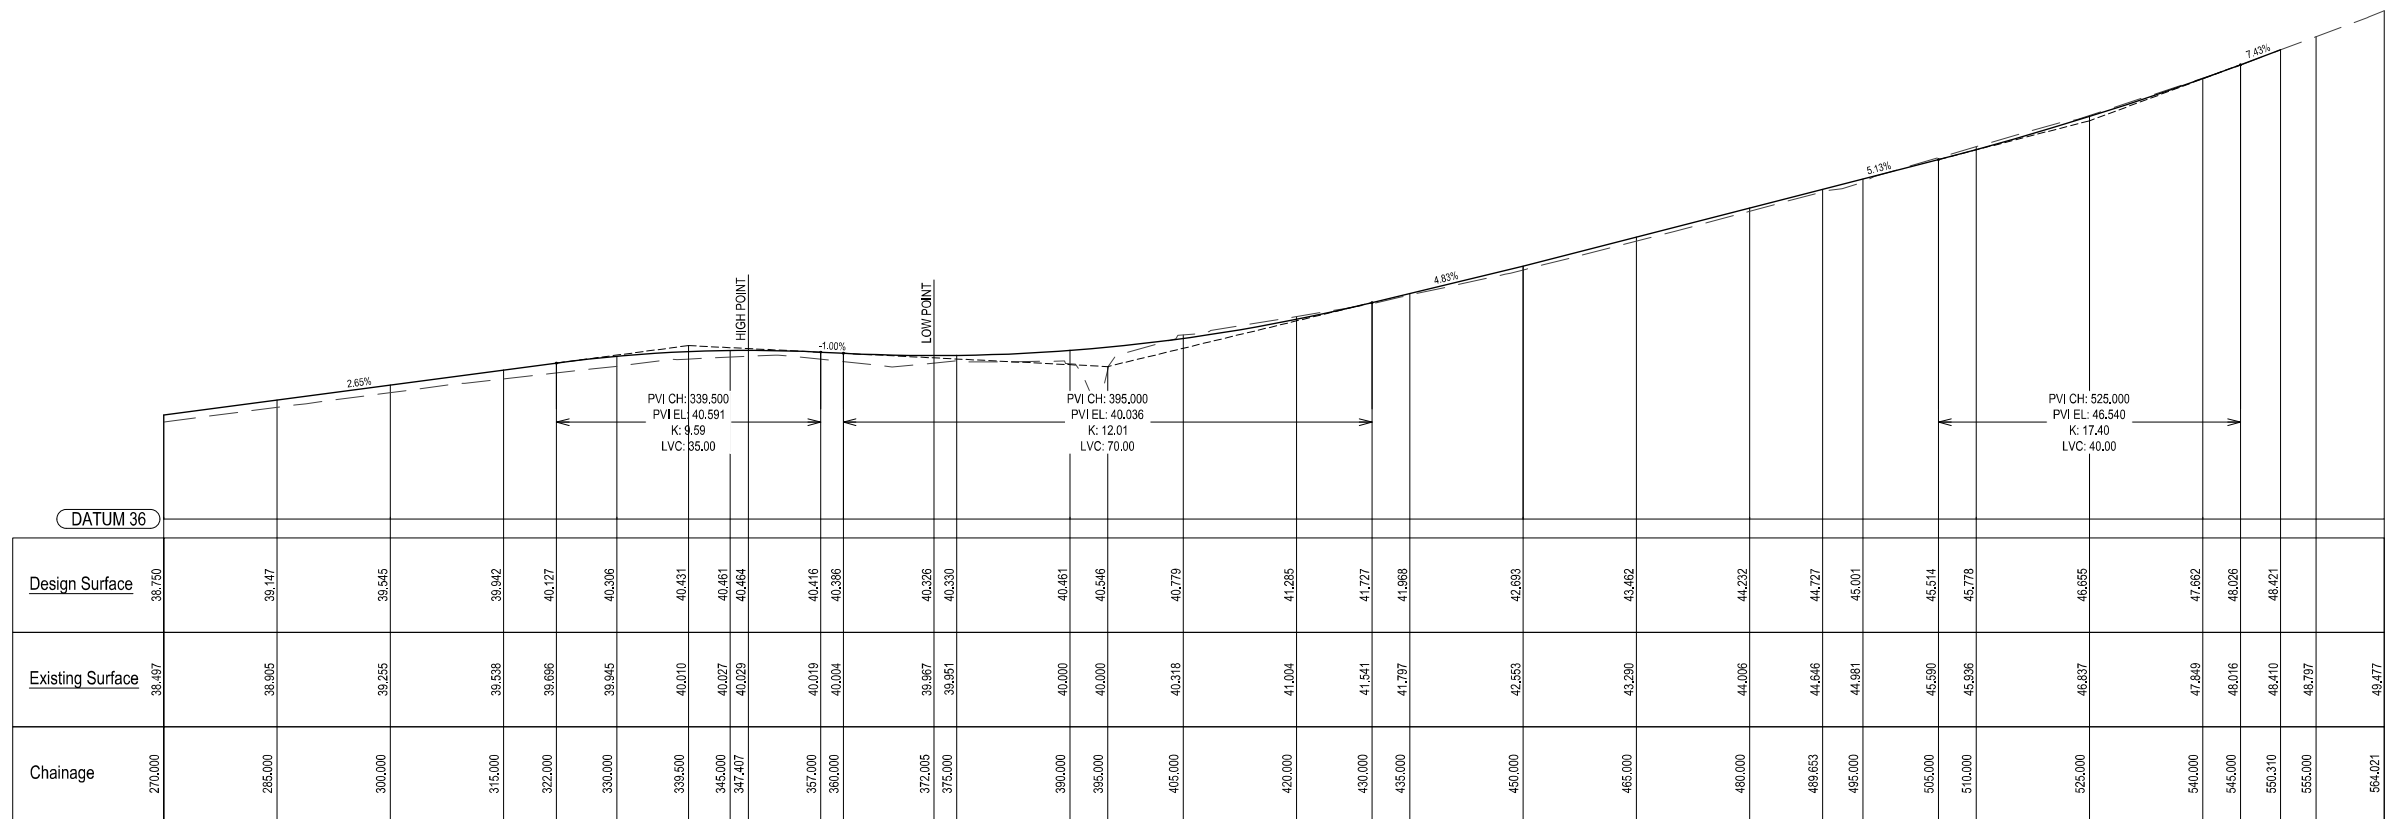 7.43%
5.13%
4.83%
HIGH POINT
LOW POINT
-1.00%
2.65%
PVI CH: 339.500
PVI EL: 40.591
K: 9.59
LVC: 35.00
PVI CH: 395.000
PVI EL: 40.036
K: 12.01
LVC: 70.00
PVI CH: 525.000
PVI EL: 46.540
K: 17.40
LVC: 40.00
DATUM 36
Design Surface 38.750 39.147 39.545 39.942 40.127 40.306 40.431 40.461 40.464 40.416 40.386 40.326 40.330 40.461 40.546 40.779 41.285 41.727 41.968 42.693 43.462 44.232 44.727 45.001 45.514 45.778 46.655 47.662 48.026 48.421
Existing Surface 38.497 38.905 39.255 39.538 39.696 39.945 40.010 40.027 40.029 40.019 40.004 39.967 39.951 40.000 40.000 40.318 41.004 41.541 41.797 42.553 43.290 44.006 44.646 44.981 45.590 45.936 46.837 47.849 48.016 48.410 48.797 49.477
Chainage 270.000 285.000 300.000 315.000 322.000 330.000 339.500 345.000 347.407 357.000 360.000 372.005 375.000 390.000 395.000 405.000 420.000 430.000 435.000 450.000 465.000 480.000 489.653 495.000 505.000 510.000 525.000 540.000 545.000 550.310 555.000 564.021